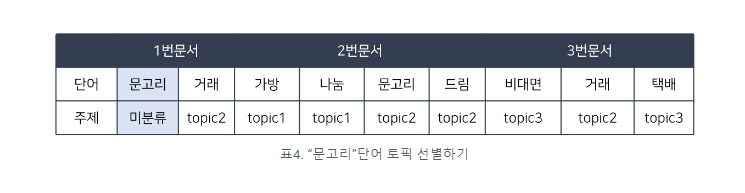 1번문서 2번문서 3번문서
단어 문고리 거래 가방 나눔 문고리 드림 비대면 거래 택배
주제 미분류 topic2 topic1 topic1 topic2 topic2 topic3 topic2 topic3
표4. “문고리”단어 토픽 선별하기